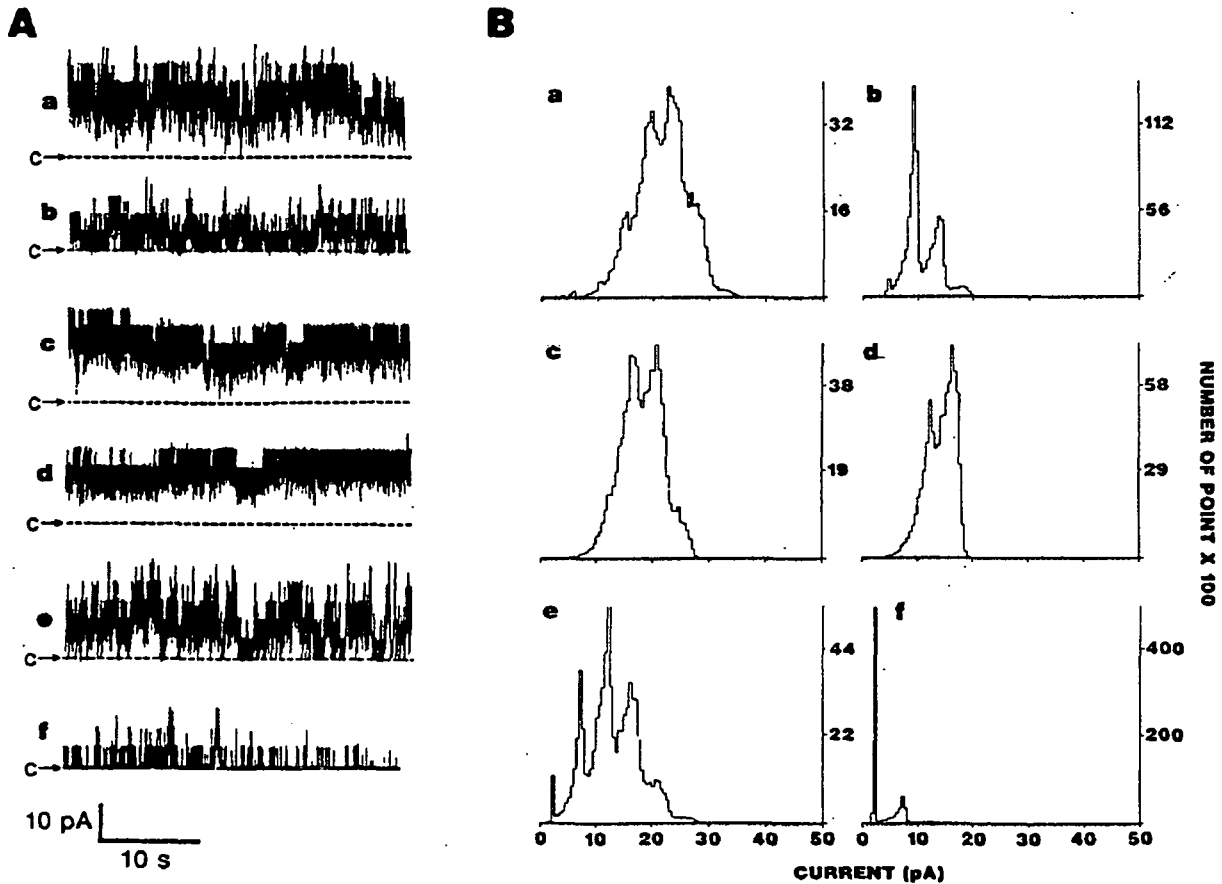 A
a
C→
b
C→
c
C→
d
C→
e
C→
f
C→
10 pA
10 s
B
a
32
16
b
112
56
c
38
19
d
58
29
e
44
22
0 10 20 30 40 50
f
400
200
0 10 20 30 40 50
CURRENT (pA)
NUMBER OF POINT X 100